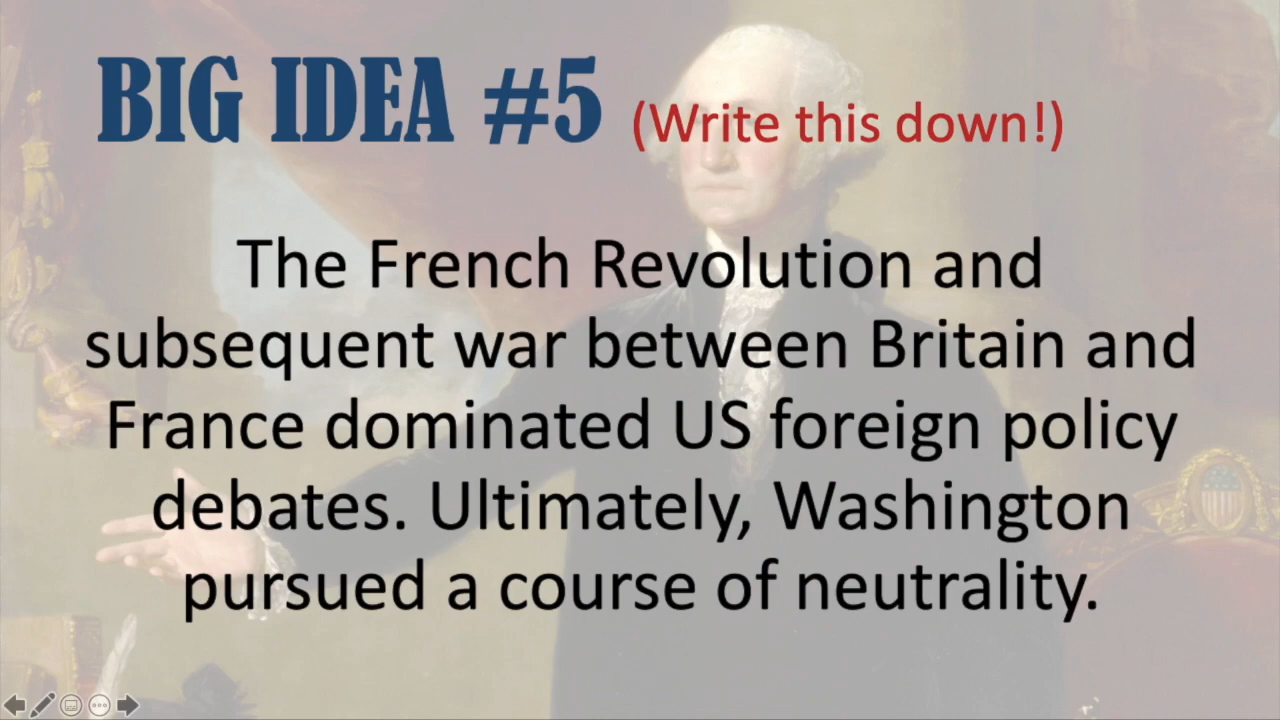 BIG IDEA #5 (Write this down!)
The French Revolution and
subsequent war between Britain and
France dominated US foreign policy
debates. Ultimately, Washington
pursued a course of neutrality.